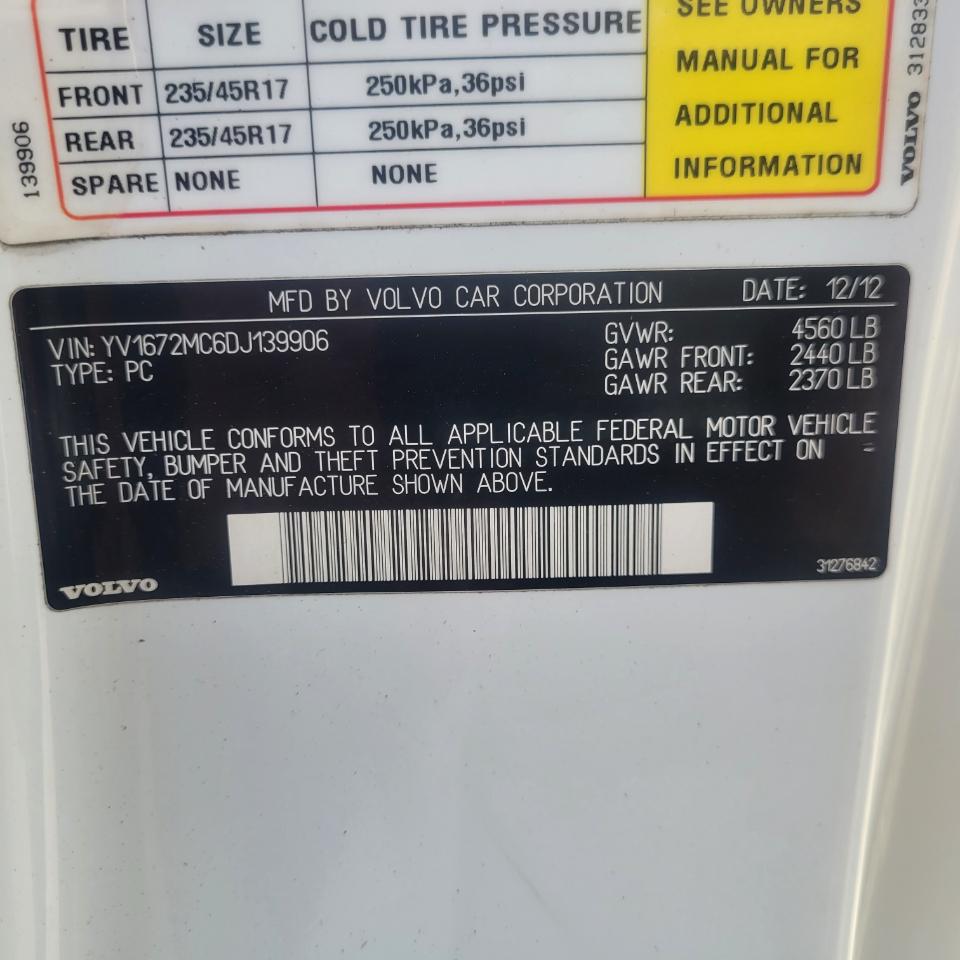 SEE OWNERS
MANUAL FOR
ADDITIONAL
INFORMATION
TIRE SIZE COLD TIRE PRESSURE
FRONT 235/45R17 250kPa,36psi
REAR 235/45R17 250kPa,36psi
SPARE NONE NONE
139906
VOLVO
MFD BY VOLVO CAR CORPORATION DATE: 12/12
VIN: YV1672MC6DJ139906 GVWR: 4560 LB
TYPE: PC GAWR FRONT: 2440 LB
GAWR REAR: 2370 LB
THIS VEHICLE CONFORMS TO ALL APPLICABLE FEDERAL MOTOR VEHICLE
SAFETY, BUMPER AND THEFT PREVENTION STANDARDS IN EFFECT ON
THE DATE OF MANUFACTURE SHOWN ABOVE.
VOLVO 31276842